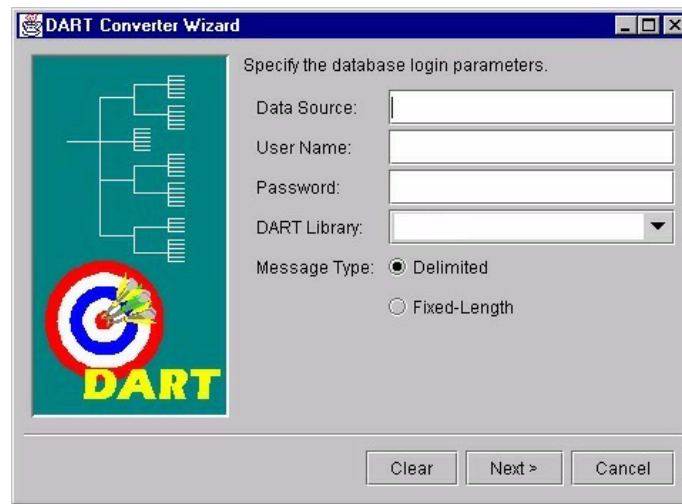 DART Converter Wizard
Specify the database login parameters.
Data Source:
User Name:
Password:
DART Library:
Message Type: Delimited
Fixed-Length
DART
Clear Next > Cancel